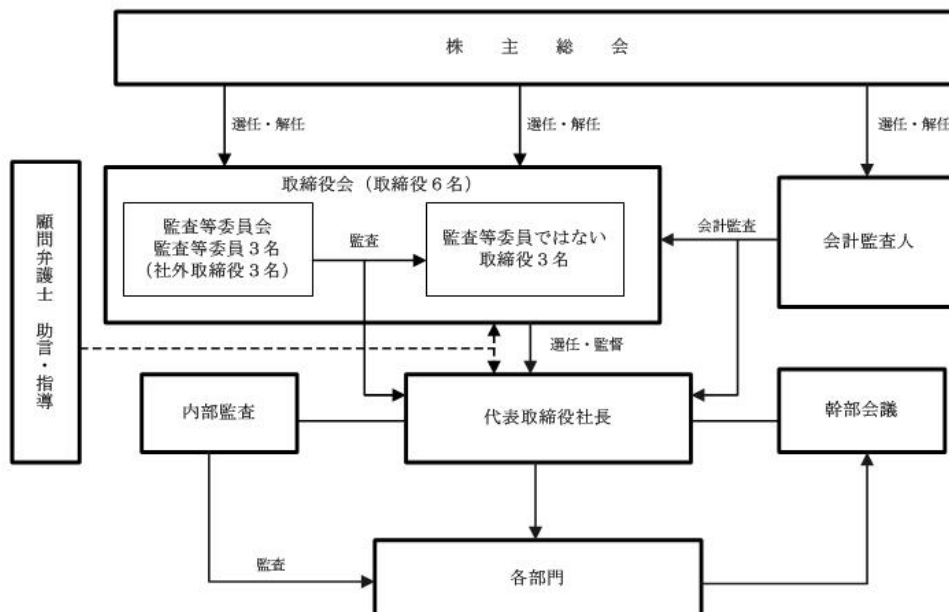 株主総会
選任・解任
選任・解任
選任・解任
取締役会（取締役６名）
監査等委員会
監査等委員３名
（社外取締役３名）
監査
監査等委員ではない
取締役３名
会計監査
会計監査人
顧問弁護士　助言・指導
選任・監督
内部監査
代表取締役社長
幹部会議
監査
各部門